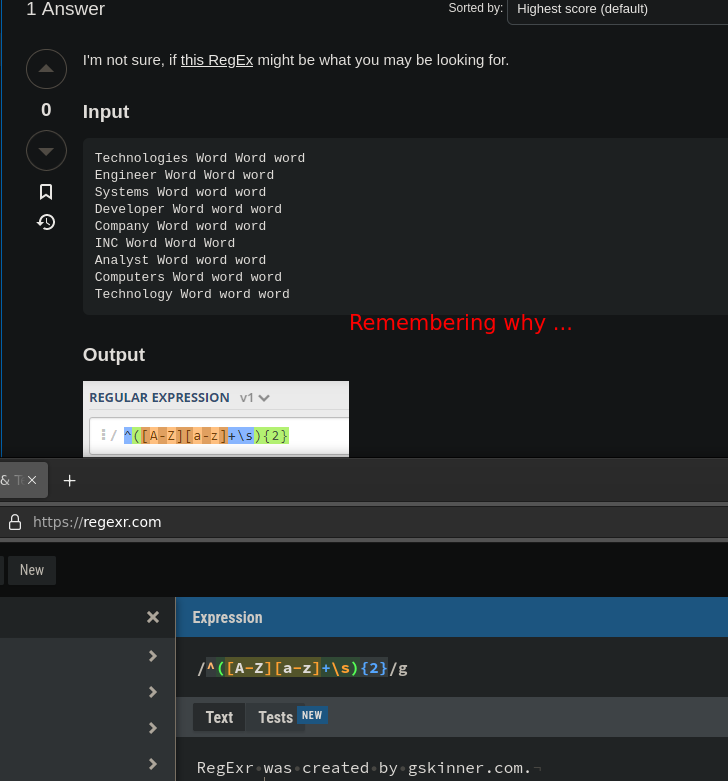 1 Answer
Sorted by: Highest score (default)
I'm not sure, if this RegEx might be what you may be looking for.
0
Input
Technologies Word Word word
Engineer Word Word word
Systems Word word word
Developer Word word word
Company Word word word
INC Word Word Word
Analyst Word word word
Computers Word word word
Technology Word word word
Remembering why ...
Output
REGULAR EXPRESSION v1
/ ^([A-Z][a-z]+\s){2}
&
https://regexr.com
New
Expression
/^([A-Z][a-z]+\s){2}/g
Text Tests NEW
RegExr·was·created·by·gskinner.com.¬